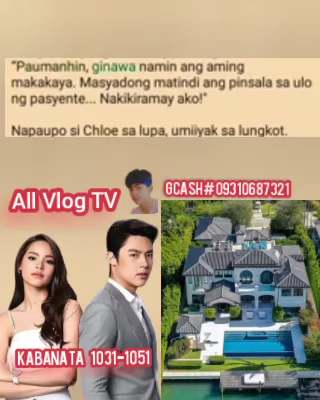 "Paumanhin, ginawa namin ang aming
makakaya. Masyadong matindi ang pinsala sa ulo
ng pasyente... Nakikiramay ako!"
Napaupo si Chloe sa lupa, umiiyak sa lungkot.
GCASH#09310687321
All Vlog TV
KABANATA 1031-1051